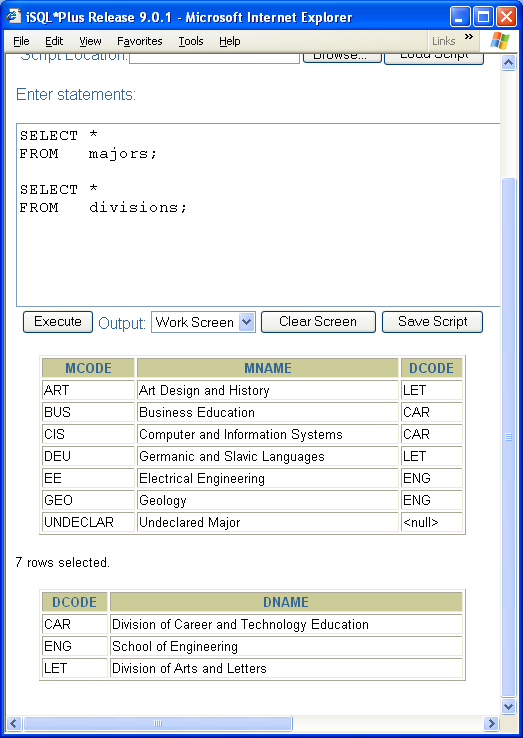 iSQL*Plus Release 9.0.1 - Microsoft Internet Explorer
File Edit View Favorites Tools Help Links »
Script Location: Browse... Load Script
Enter statements:
SELECT *
FROM majors;
SELECT *
FROM divisions;
Execute Output: Work Screen Clear Screen Save Script
MCODE MNAME DCODE
ART Art Design and History LET
BUS Business Education CAR
CIS Computer and Information Systems CAR
DEU Germanic and Slavic Languages LET
EE Electrical Engineering ENG
GEO Geology ENG
UNDECLAR Undeclared Major <null>
7 rows selected.
DCODE DNAME
CAR Division of Career and Technology Education
ENG School of Engineering
LET Division of Arts and Letters